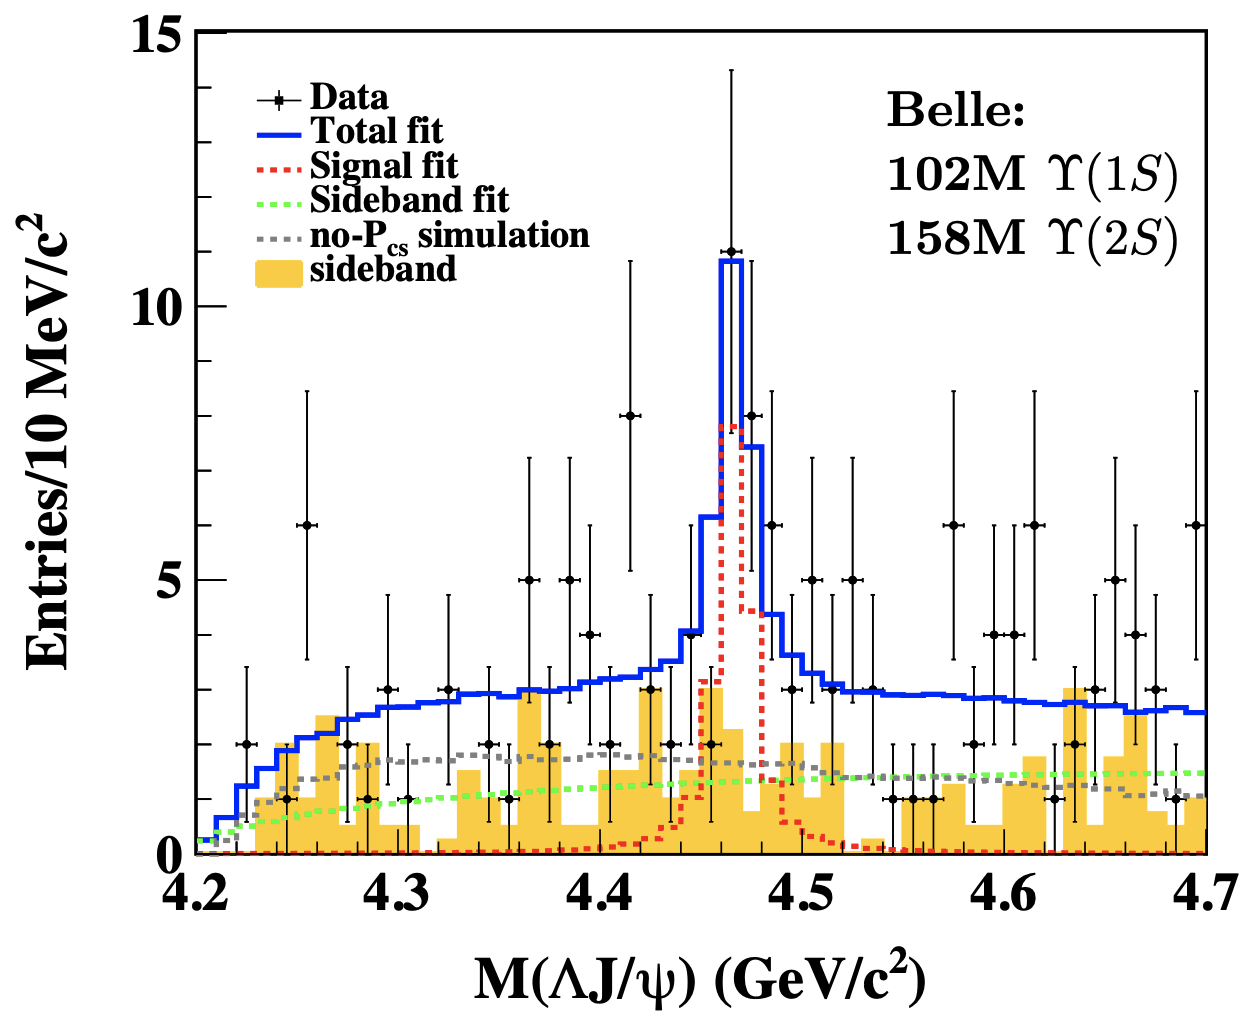 15
10
5
0
Entries/10 MeV/c²
Data
Total fit
Signal fit
Sideband fit
no-P_cs simulation
sideband
Belle:
102M ϒ(1S)
158M ϒ(2S)
4.2 4.3 4.4 4.5 4.6 4.7
M(ΛJ/ψ) (GeV/c²)